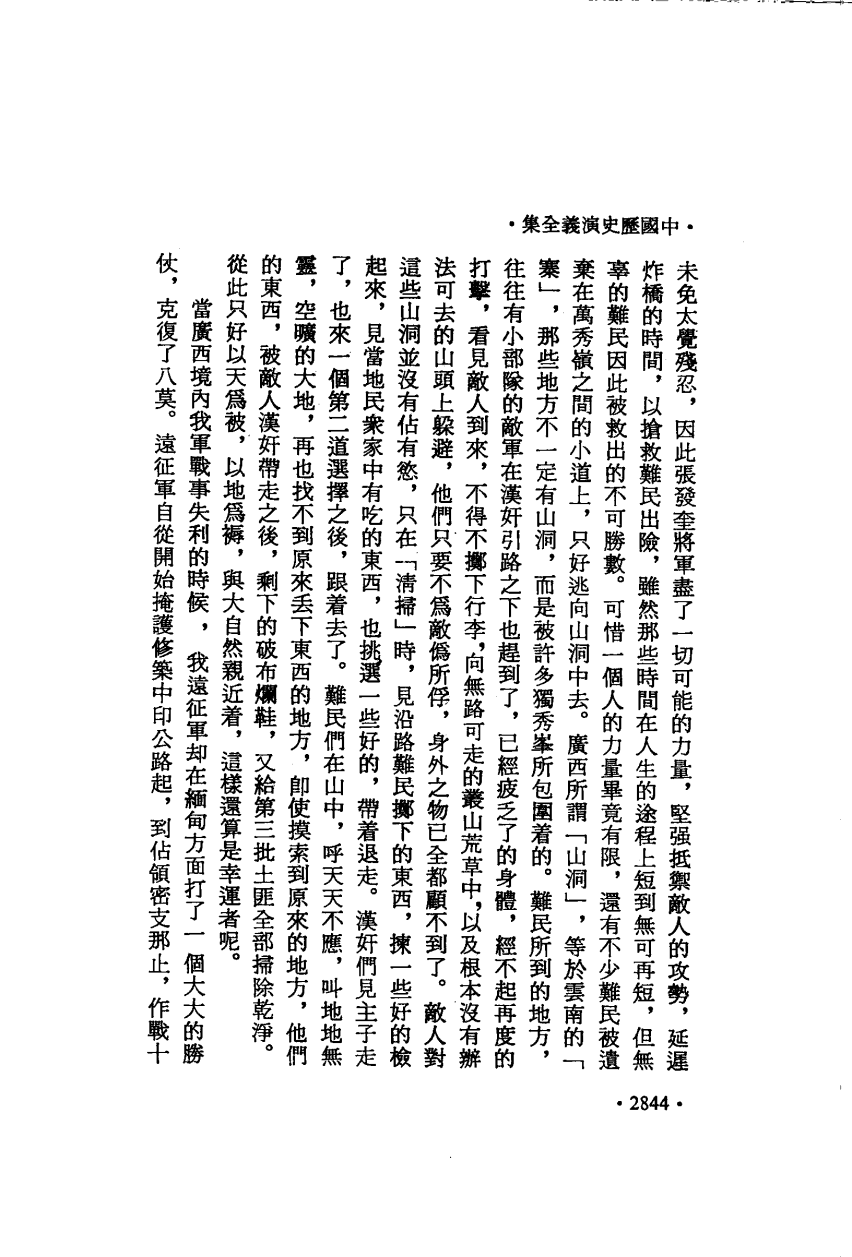 ·中國歷史演義全集·
未免太覺殘忍，因此張發奎將軍盡了一切可能的力量，堅强抵禦敵人的攻勢，延遲
炸橋的時間，以搶救難民出險，雖然那些時間在人生的途程上短到無可再短，但無
辜的難民因此被救出的不可勝數。可惜一個人的力量畢竟有限，還有不少難民被遺
棄在萬秀嶺之間的小道上，只好逃向山洞中去。廣西所謂「山洞」，等於雲南的「
寨」，那些地方不一定有山洞，而是被許多獨秀峯所包圍着的。難民所到的地方，
往往有小部隊的敵軍在漢奸引路之下也趕到了，已經疲乏了的身體，經不起再度的
打擊，看見敵人到來，不得不擲下行李，向無路可走的叢山荒草中，以及根本沒有辦
法可去的山頭上躲避，他們只要不爲敵僞所俘，身外之物已全都顧不到了。敵人對
這些山洞並沒有佔有慾，只在「清掃」時，見沿路難民擲下的東西，揀一些好的檢
起來，見當地民衆家中有吃的東西，也挑選一些好的，帶着退走。漢奸們見主子走
了，也來一個第二道選擇之後，跟着去了。難民們在山中，呼天天不應，叫地地無
靈，空曠的大地，再也找不到原來丢下東西的地方，卽使摸索到原來的地方，他們
的東西，被敵人漢奸帶走之後，剩下的破布爛鞋，又給第三批土匪全部掃除乾淨。
從此只好以天爲被，以地爲褥，與大自然親近着，這樣還算是幸運者呢。
當廣西境內我軍戰事失利的時候，我遠征軍却在緬甸方面打了一個大大的勝
仗，克復了八莫。遠征軍自從開始掩護修築中印公路起，到佔領密支那止，作戰十
·2844·